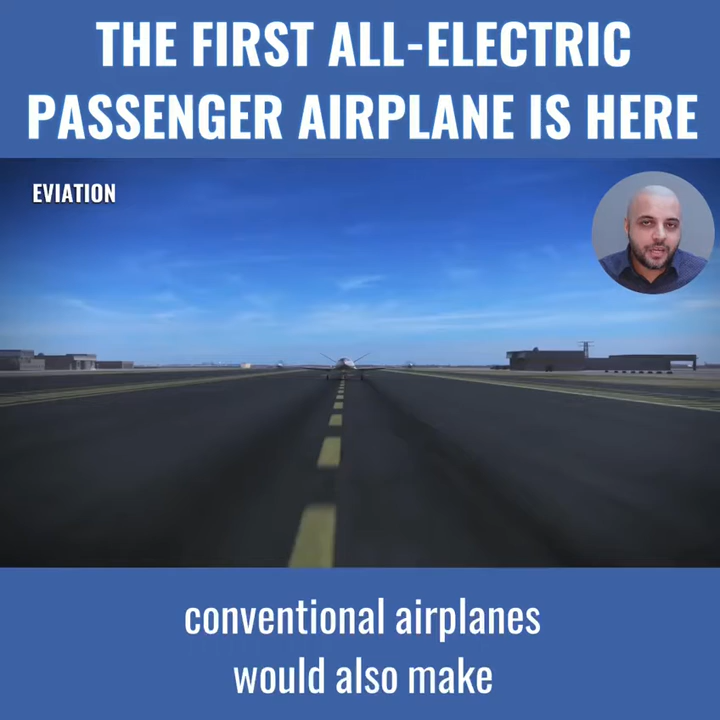 THE FIRST ALL-ELECTRIC
PASSENGER AIRPLANE IS HERE
EVIATION
conventional airplanes
would also make